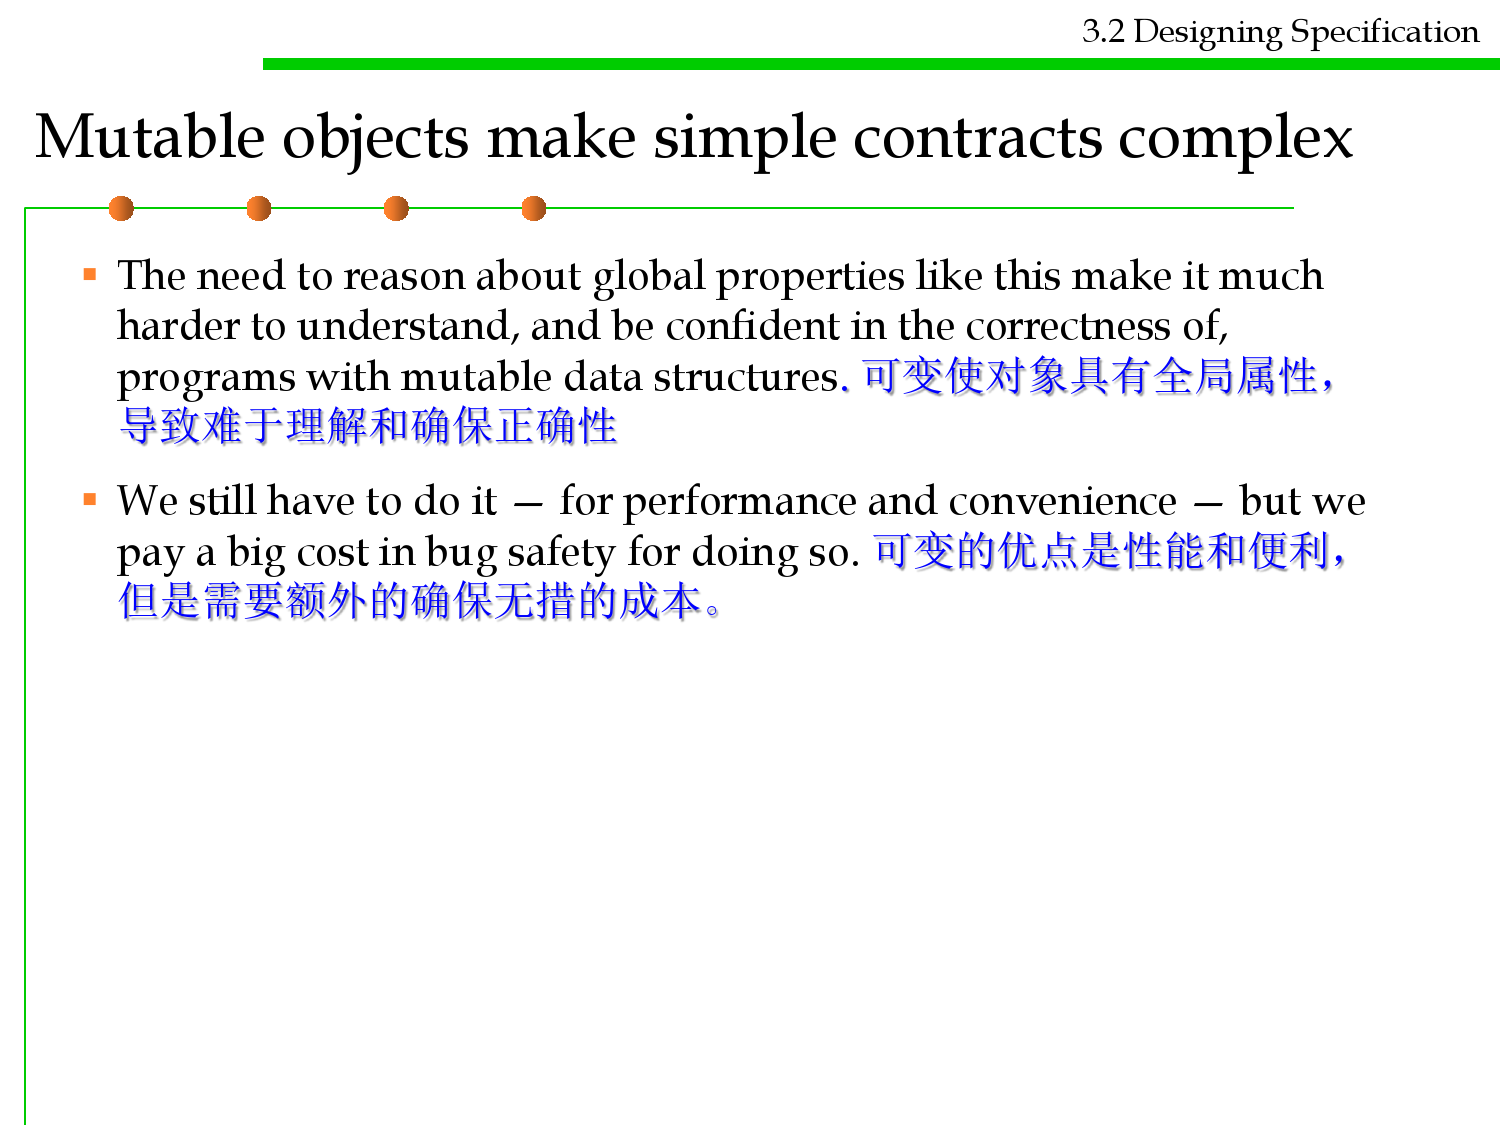 3.2 Designing Specification
Mutable objects make simple contracts complex
The need to reason about global properties like this make it much
harder to understand, and be confident in the correctness of,
programs with mutable data structures. 可变使对象具有全局属性，
导致难于理解和确保正确性
We still have to do it — for performance and convenience — but we
pay a big cost in bug safety for doing so. 可变的优点是性能和便利，
但是需要额外的确保无措的成本。